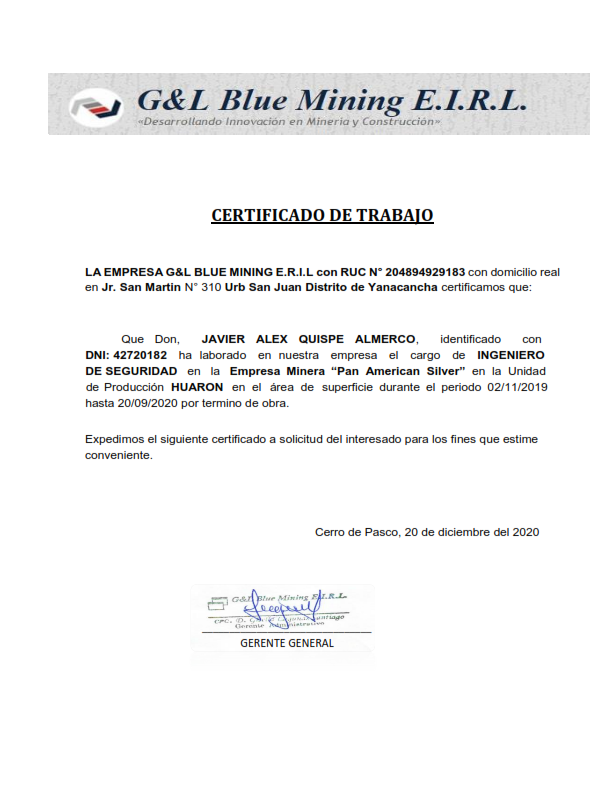 G&L Blue Mining E.I.R.L.
«Desarrollando Innovación en Mineria y Construcción»
CERTIFICADO DE TRABAJO
LA EMPRESA G&L BLUE MINING E.R.I.L con RUC N° 204894929183 con domicilio real
en Jr. San Martin N° 310 Urb San Juan Distrito de Yanacancha certificamos que:
Que Don, JAVIER ALEX QUISPE ALMERCO, identificado con
DNI: 42720182 ha laborado en nuestra empresa el cargo de INGENIERO
DE SEGURIDAD en la Empresa Minera “Pan American Silver” en la Unidad
de Producción HUARON en el área de superficie durante el periodo 02/11/2019
hasta 20/09/2020 por termino de obra.
Expedimos el siguiente certificado a solicitud del interesado para los fines que estime
conveniente.
Cerro de Pasco, 20 de diciembre del 2020
G&L Blue Mining E.I.R.L.
CPC. D. Santiago
Gerente Administrativo
GERENTE GENERAL